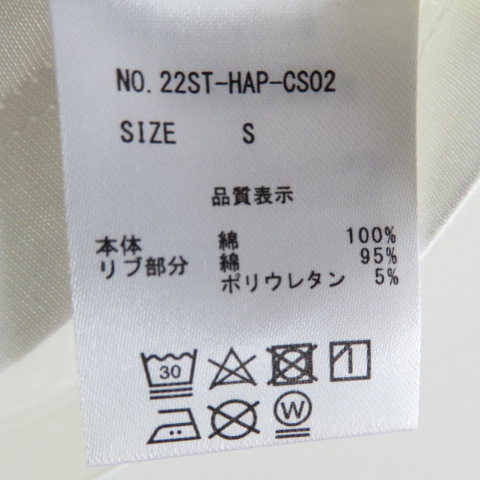 NO. 22ST-HAP-CS02
SIZE S
品質表示
本体 綿 100%
リブ部分 綿 95%
ポリウレタン 5%
30
W